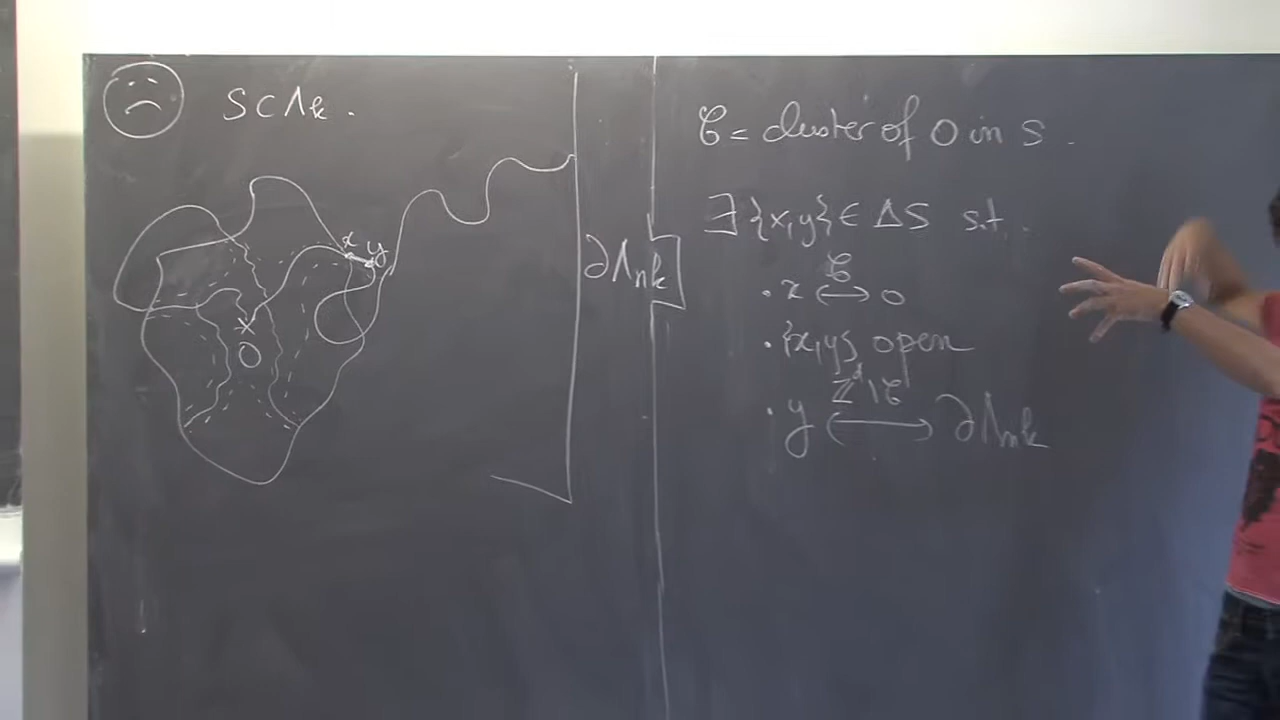 S ⊂ Λk .
x
y
0
∂Λnk
𝒞 = cluster of 0 in S .
∃ {x,y} ∈ ΔS s.t.
· x ⟷^𝒞 0
· {x,y} open
· y ⟷^{ℤ^d \ 𝒞} ∂Λnk